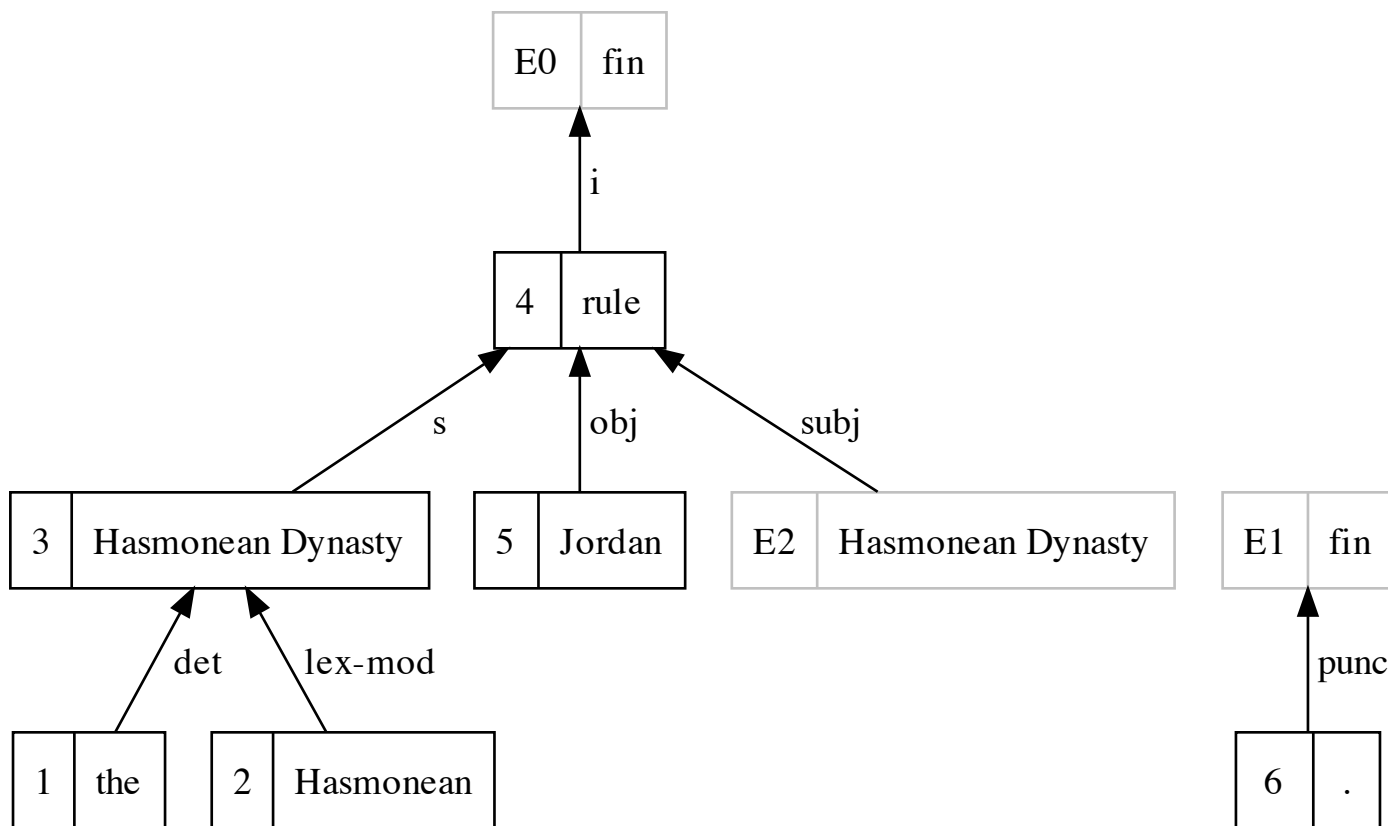 E0 fin
i
4 rule
s obj subj
3 Hasmonean Dynasty 5 Jordan E2 Hasmonean Dynasty E1 fin
det lex-mod punc
1 the 2 Hasmonean 6 .